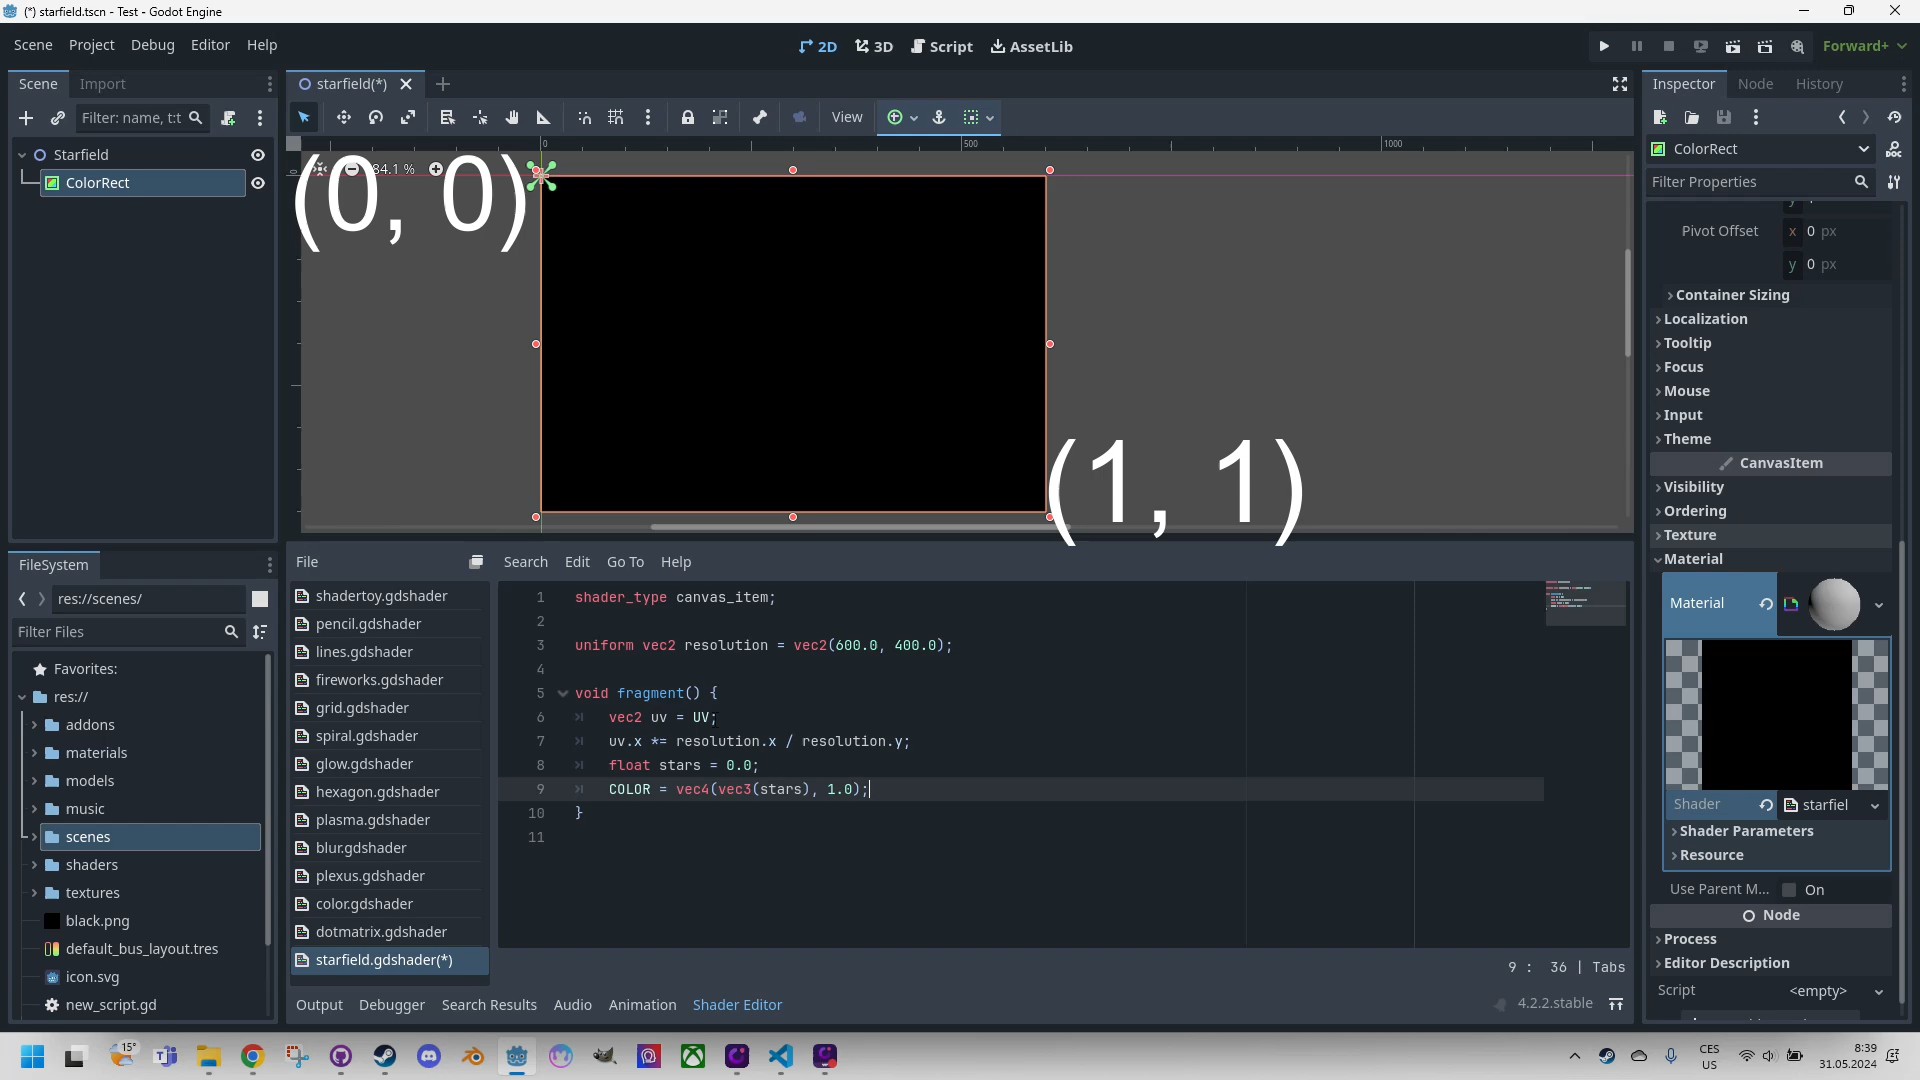 (*) starfield.tscn - Test - Godot Engine
Scene Project Debug Editor Help
2D 3D Script AssetLib
Forward+
Scene Import
starfield(*)
Inspector Node History
Filter: name, t:t
View
ColorRect
Filter Properties
Starfield
ColorRect
0 500 1000
84.1 %
(0, 0)
(1, 1)
y
Pivot Offset x 0 px
y 0 px
Container Sizing
Localization
Tooltip
Focus
Mouse
Input
Theme
CanvasItem
Visibility
Ordering
Texture
Material
Material
Shader starfiel
Shader Parameters
Resource
Use Parent M... On
Node
Process
Editor Description
Script <empty>
FileSystem
res://scenes/
Filter Files
Favorites:
res://
addons
materials
models
music
scenes
shaders
textures
black.png
default_bus_layout.tres
icon.svg
new_script.gd
File Search Edit Go To Help
shadertoy.gdshader
pencil.gdshader
lines.gdshader
fireworks.gdshader
grid.gdshader
spiral.gdshader
glow.gdshader
hexagon.gdshader
plasma.gdshader
blur.gdshader
plexus.gdshader
color.gdshader
dotmatrix.gdshader
starfield.gdshader(*)
1 shader_type canvas_item;
2
3 uniform vec2 resolution = vec2(600.0, 400.0);
4
5 void fragment() {
6 vec2 uv = UV;
7 uv.x *= resolution.x / resolution.y;
8 float stars = 0.0;
9 COLOR = vec4(vec3(stars), 1.0);
10 }
11
9 : 36 | Tabs
Output Debugger Search Results Audio Animation Shader Editor
4.2.2.stable
15°
CES
US
8:39
31.05.2024